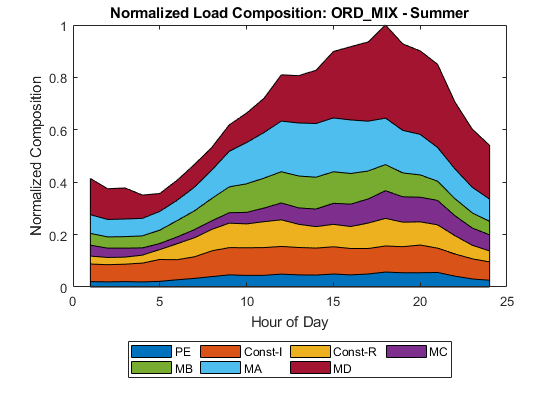 Normalized Load Composition: ORD_MIX - Summer
1
0.8
0.6
0.4
0.2
0
Normalized Composition
0 5 10 15 20 25
Hour of Day
PE Const-I Const-R MC
MB MA MD